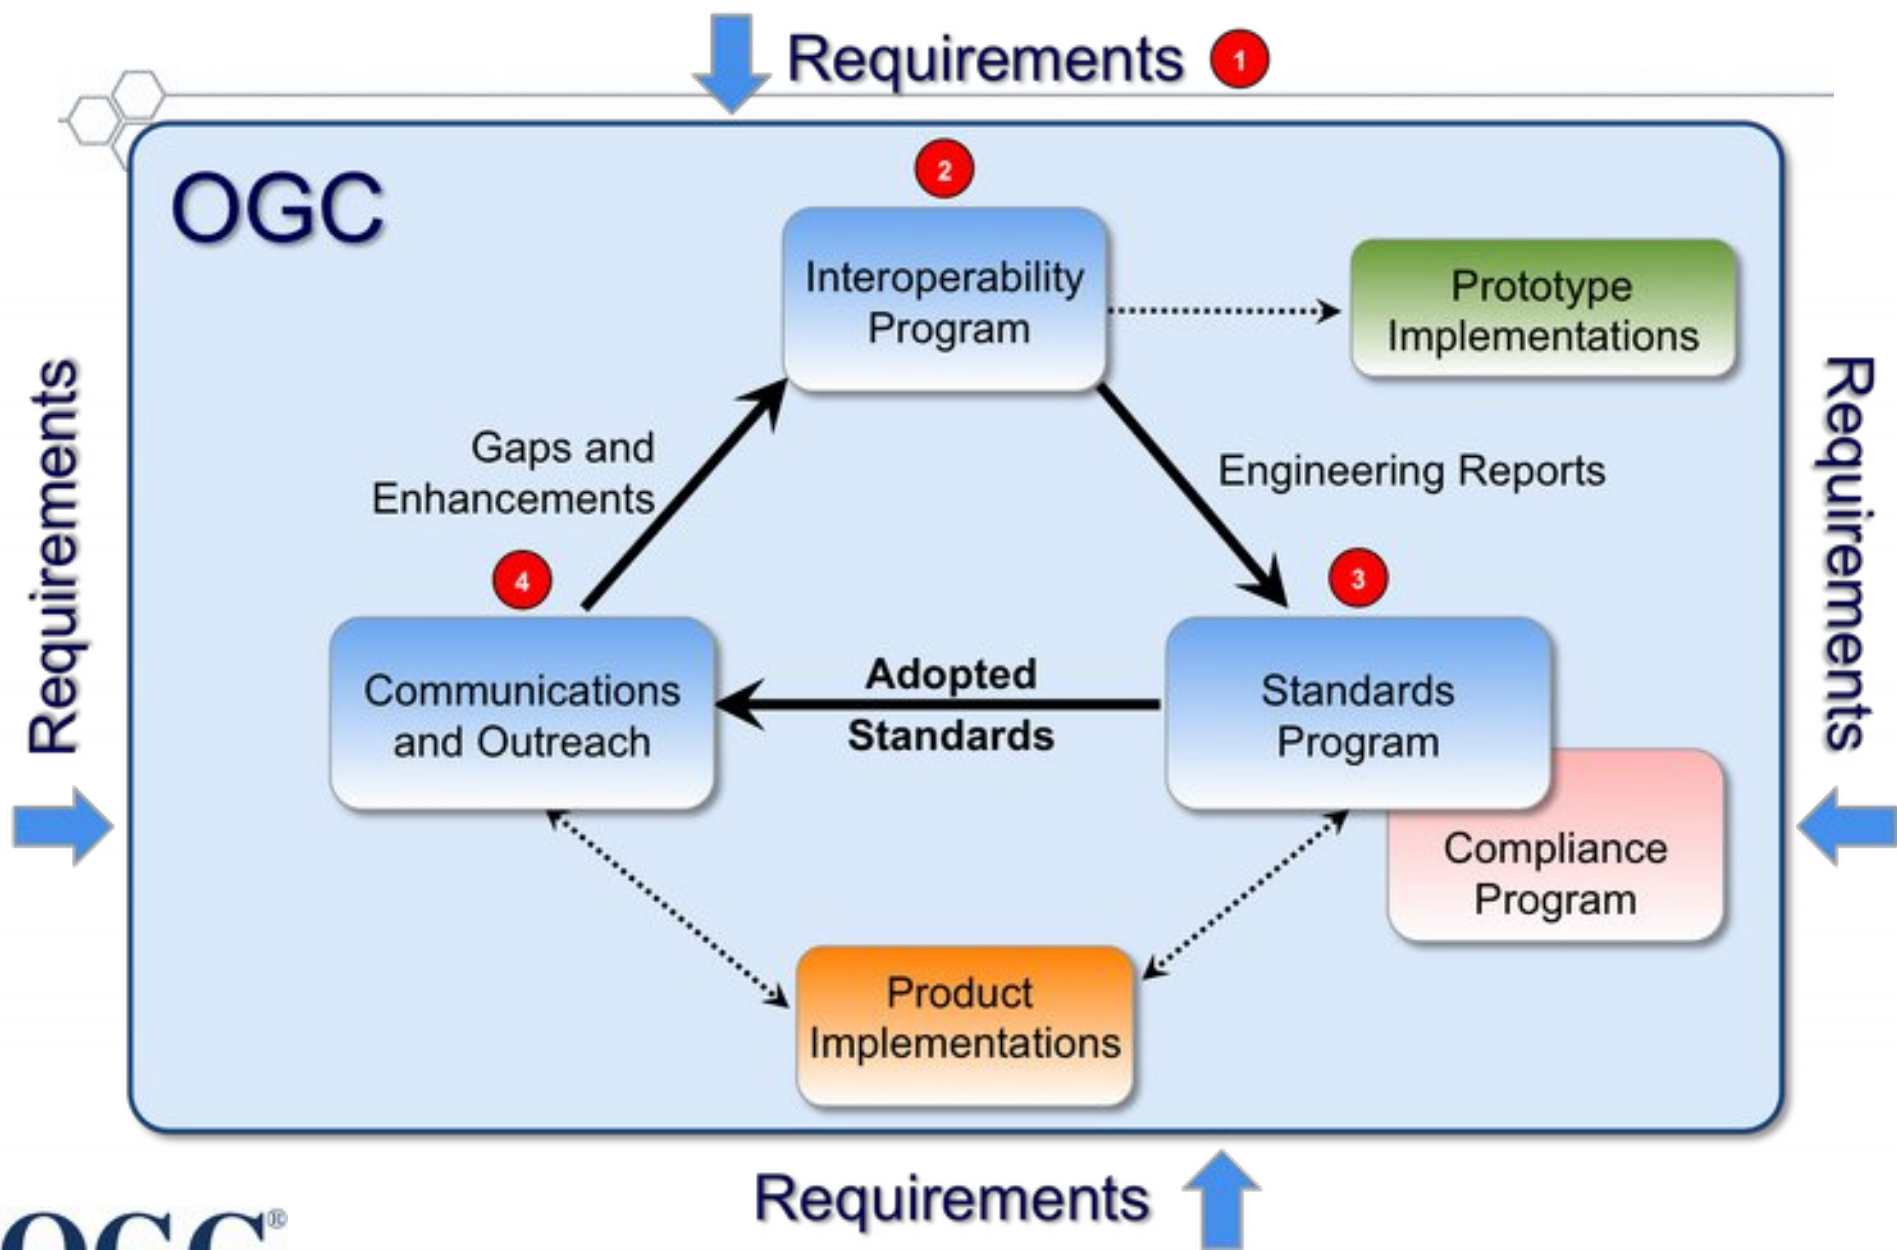 Requirements 1
OGC
2
Interoperability
Program
Prototype
Implementations
Gaps and
Enhancements
Engineering Reports
Requirements
Requirements
4
3
Communications
and Outreach
Adopted
Standards
Standards
Program
Compliance
Program
Product
Implementations
Requirements
OGC®